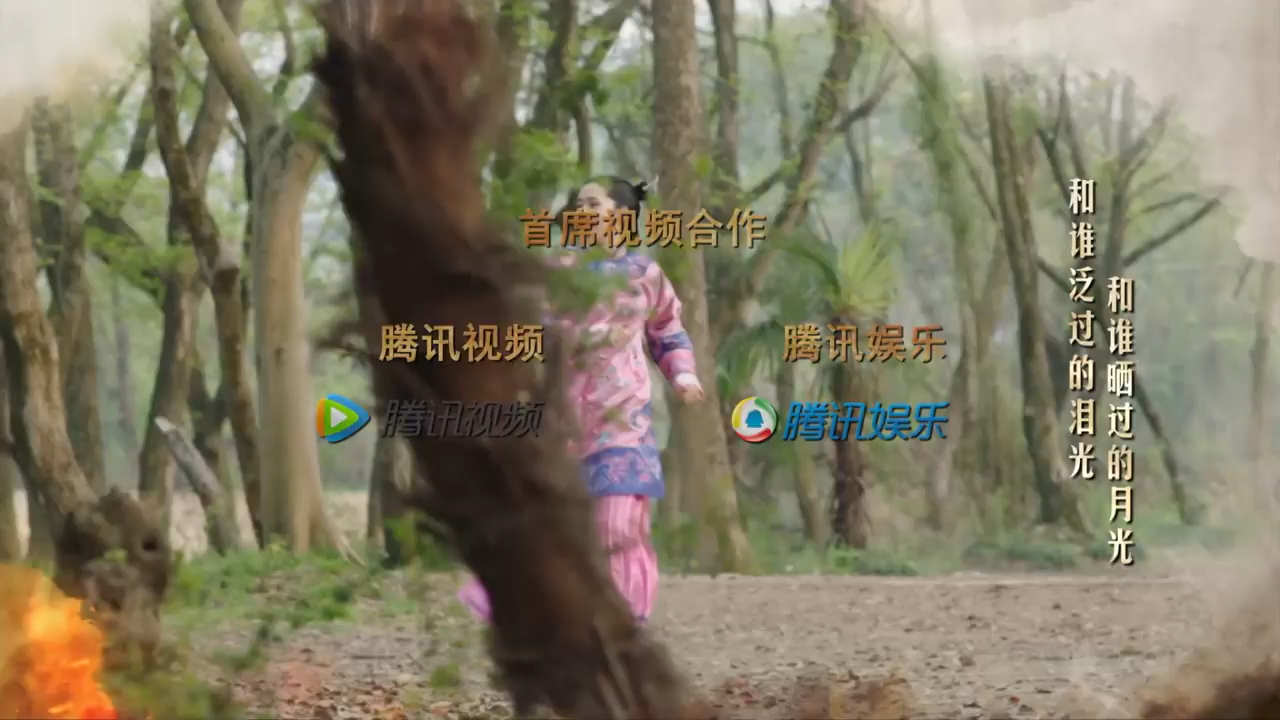 首席视频合作
腾讯视频
腾讯娱乐
腾讯视频
腾讯娱乐
和谁晒过的月光
和谁泛过的泪光